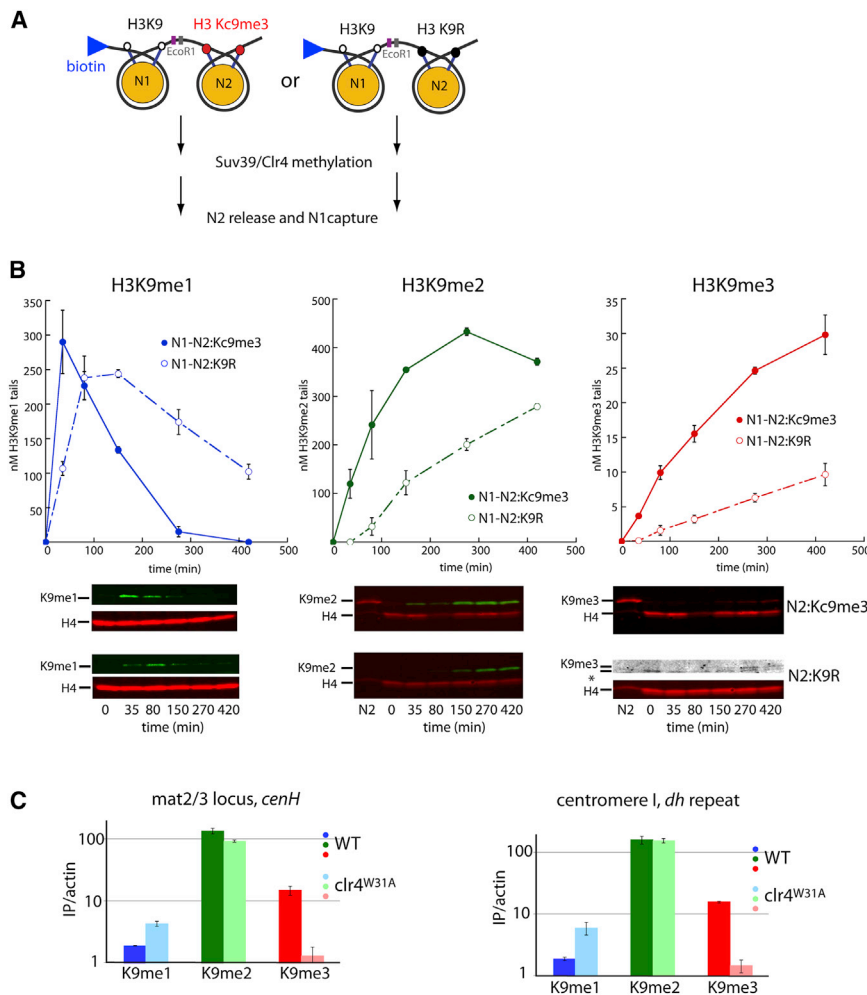 A
H3K9
H3 Kc9me3
H3K9
H3 K9R
EcoR1
EcoR1
biotin
N1
N2
or
N1
N2
Suv39/Clr4 methylation
N2 release and N1capture
B
H3K9me1
H3K9me2
H3K9me3
nM H3K9me1 tails
350
300
250
200
150
100
50
0
N1-N2:Kc9me3
N1-N2:K9R
0 100 200 300 400 500
time (min)
nM H3K9me2 tails
500
400
300
200
100
0
N1-N2:Kc9me3
N1-N2:K9R
0 100 200 300 400 500
time (min)
nM H3K9me3 tails
35
30
25
20
15
10
5
N1-N2:Kc9me3
N1-N2:K9R
0 100 200 300 400 500
time (min)
K9me1
H4
K9me1
H4
0 35 80 150 270 420
time (min)
K9me2
H4
K9me2
H4
N2 0 35 80 150 270 420
time (min)
K9me3
H4
N2:Kc9me3
K9me3
*
H4
N2:K9R
N2 0 35 80 150 270 420
time (min)
C
mat2/3 locus, cenH
IP/actin
100
10
1
WT
clr4W31A
K9me1 K9me2 K9me3
centromere I, dh repeat
IP/actin
100
10
1
WT
clr4W31A
K9me1 K9me2 K9me3